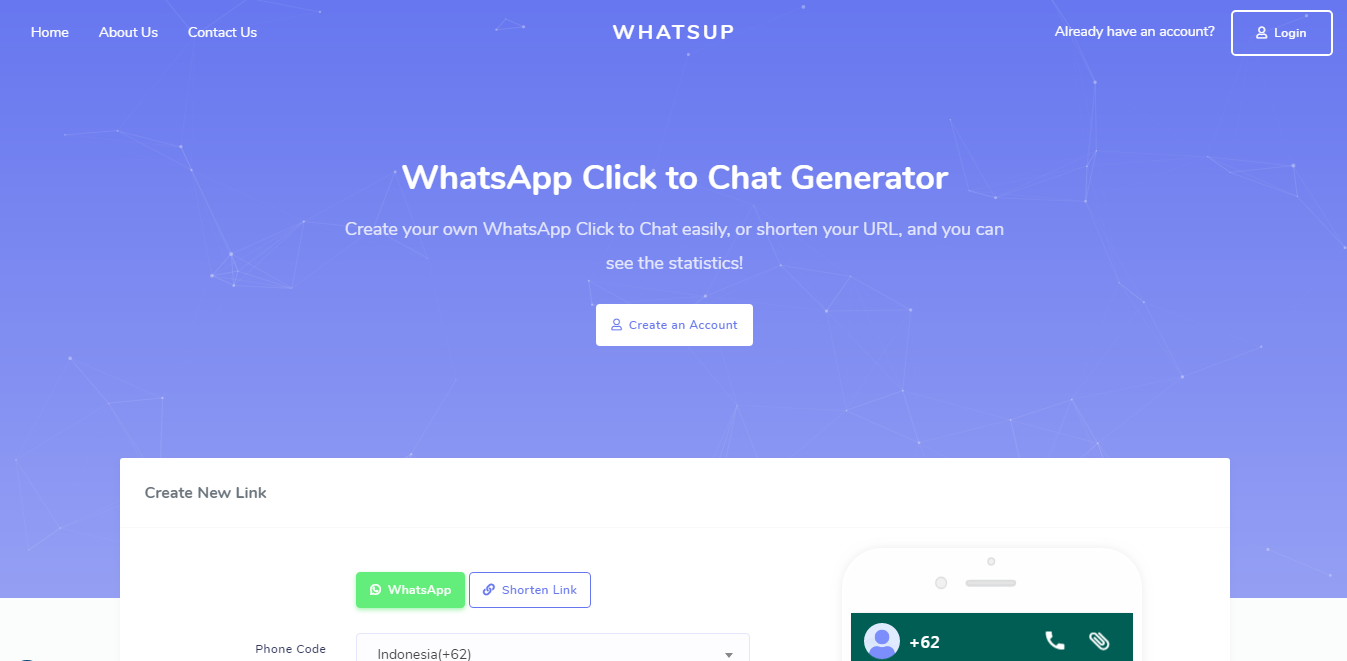 Home About Us Contact Us WHATSUP Already have an account? Login
WhatsApp Click to Chat Generator
Create your own WhatsApp Click to Chat easily, or shorten your URL, and you can
see the statistics!
Create an Account
Create New Link
WhatsApp Shorten Link
Phone Code Indonesia(+62)
+62